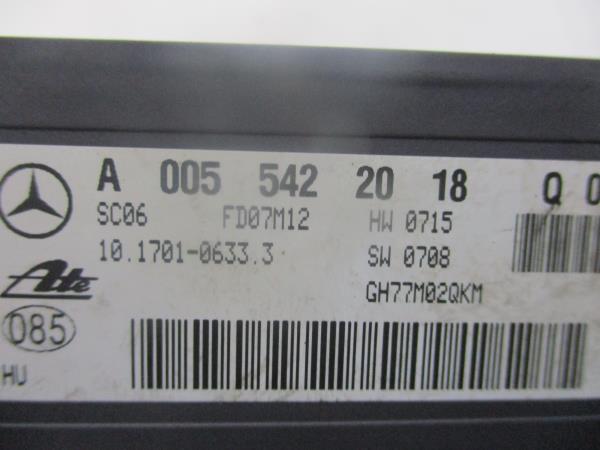 A 005 542 20 18 Q 0
SC06 FD07M12 HW 0715
10.1701-0633.3 SW 0708
Ate GH77M02QKM
085
HU